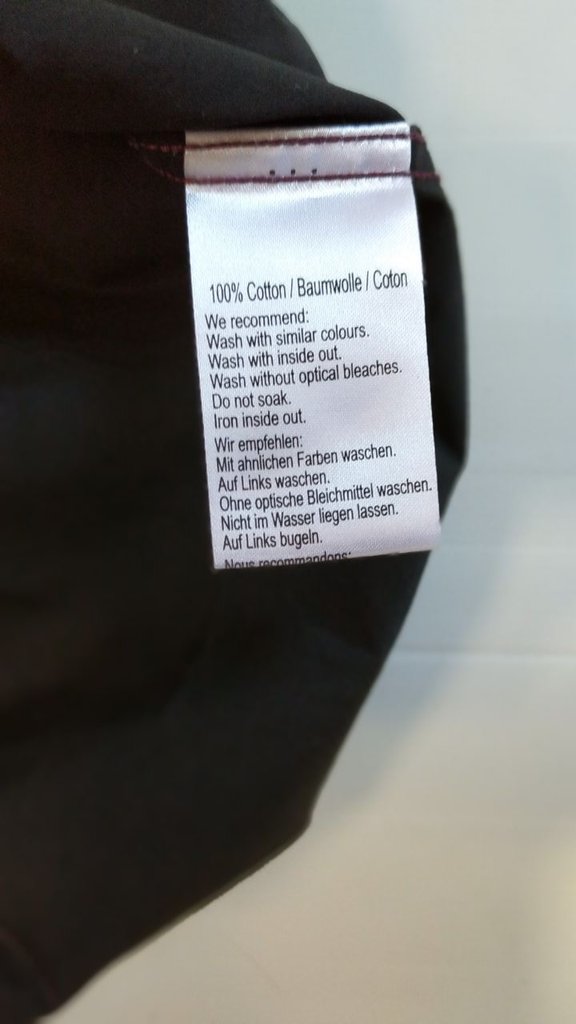 100% Cotton / Baumwolle / Coton
We recommend:
Wash with similar colours.
Wash with inside out.
Wash without optical bleaches.
Do not soak.
Iron inside out.
Wir empfehlen:
Mit ahnlichen Farben waschen.
Auf Links waschen.
Ohne optische Bleichmittel waschen.
Nicht im Wasser liegen lassen.
Auf Links bugeln.
Nous recommandons: